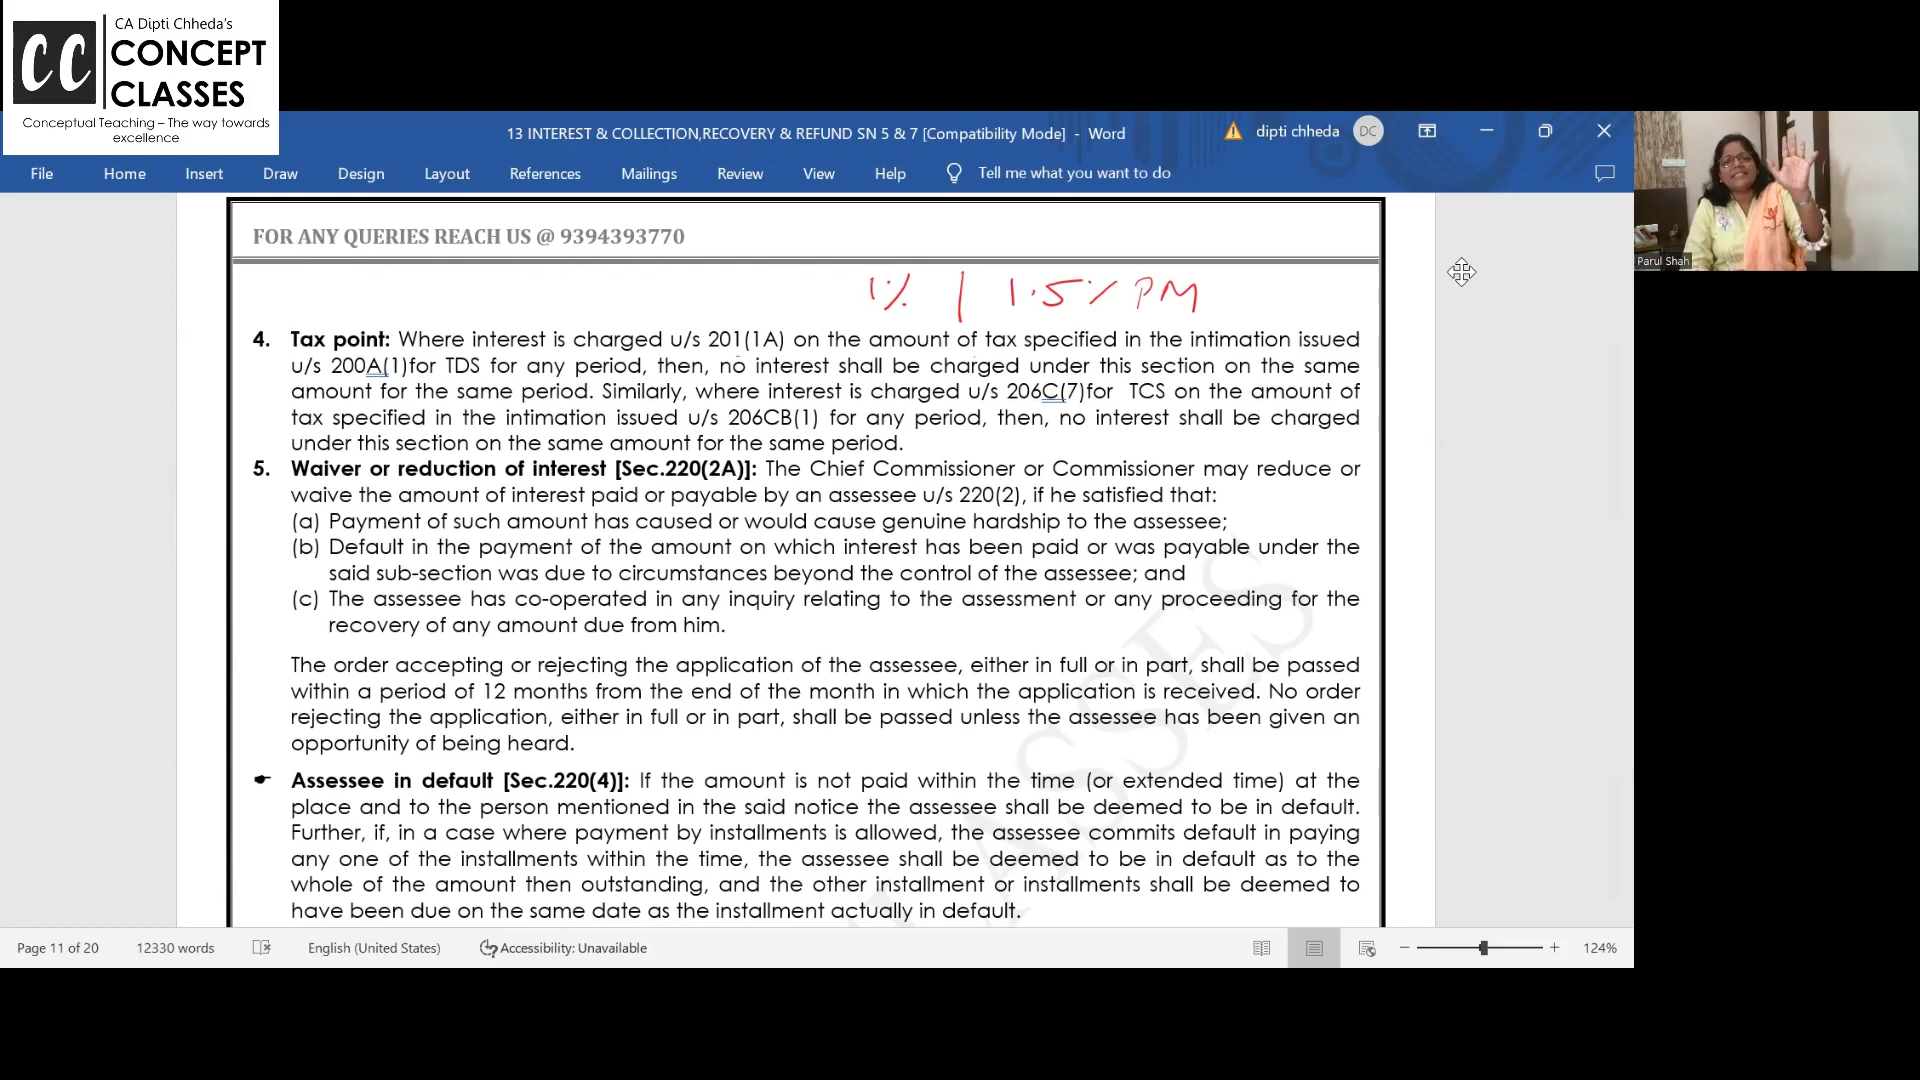 CC
CA Dipti Chheda's
CONCEPT
CLASSES
Conceptual Teaching – The way towards
excellence
13 INTEREST & COLLECTION,RECOVERY & REFUND SN 5 & 7 [Compatibility Mode] - Word
dipti chheda
DC
File Home Insert Draw Design Layout References Mailings Review View Help Tell me what you want to do
Parul Shah
FOR ANY QUERIES REACH US @ 9394393770
1% | 1.5% PM
4. Tax point: Where interest is charged u/s 201(1A) on the amount of tax specified in the intimation issued
u/s 200A(1)for TDS for any period, then, no interest shall be charged under this section on the same
amount for the same period. Similarly, where interest is charged u/s 206C(7)for TCS on the amount of
tax specified in the intimation issued u/s 206CB(1) for any period, then, no interest shall be charged
under this section on the same amount for the same period.
5. Waiver or reduction of interest [Sec.220(2A)]: The Chief Commissioner or Commissioner may reduce or
waive the amount of interest paid or payable by an assessee u/s 220(2), if he satisfied that:
(a) Payment of such amount has caused or would cause genuine hardship to the assessee;
(b) Default in the payment of the amount on which interest has been paid or was payable under the
said sub-section was due to circumstances beyond the control of the assessee; and
(c) The assessee has co-operated in any inquiry relating to the assessment or any proceeding for the
recovery of any amount due from him.
The order accepting or rejecting the application of the assessee, either in full or in part, shall be passed
within a period of 12 months from the end of the month in which the application is received. No order
rejecting the application, either in full or in part, shall be passed unless the assessee has been given an
opportunity of being heard.
☛ Assessee in default [Sec.220(4)]: If the amount is not paid within the time (or extended time) at the
place and to the person mentioned in the said notice the assessee shall be deemed to be in default.
Further, if, in a case where payment by installments is allowed, the assessee commits default in paying
any one of the installments within the time, the assessee shall be deemed to be in default as to the
whole of the amount then outstanding, and the other installment or installments shall be deemed to
have been due on the same date as the installment actually in default.
Page 11 of 20 12330 words English (United States) Accessibility: Unavailable 124%